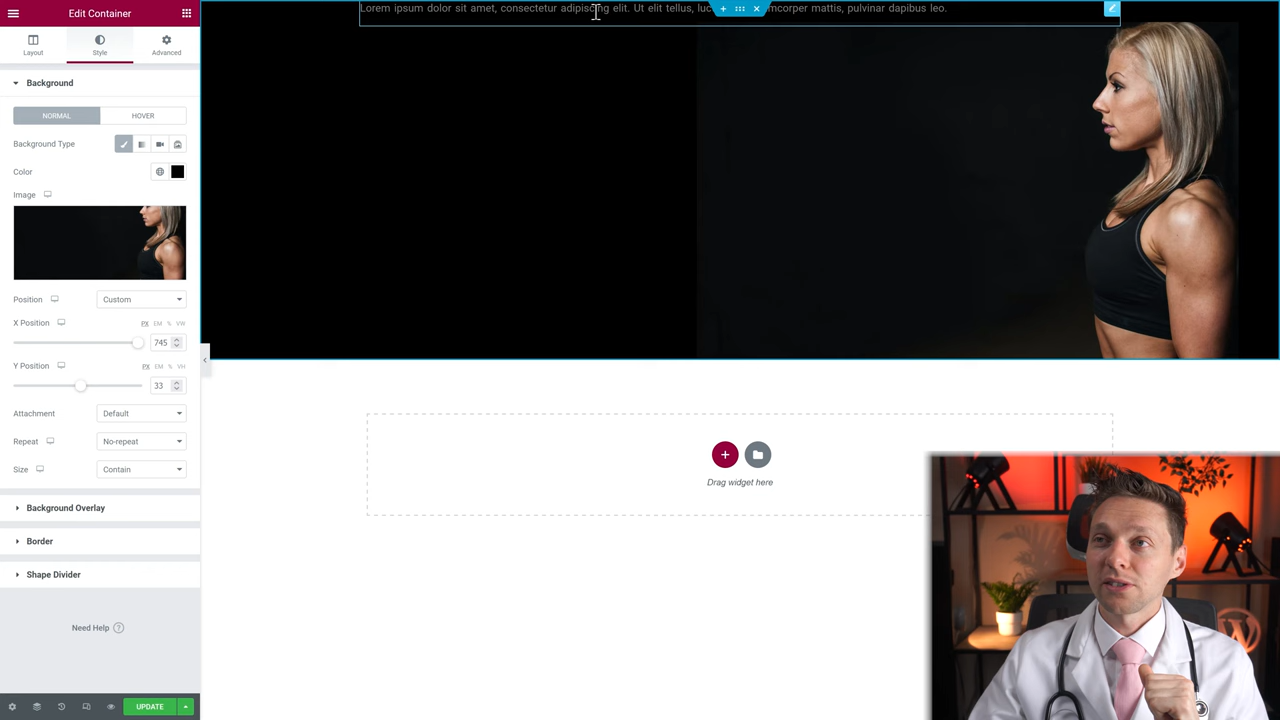 Edit Container
Layout
Style
Advanced
Background
NORMAL
HOVER
Background Type
Color
Image
Position
Custom
X Position
PX EM % VW
745
Y Position
PX EM % VH
33
Attachment
Default
Repeat
No-repeat
Size
Contain
Background Overlay
Border
Shape Divider
Need Help ?
UPDATE
Lorem ipsum dolor sit amet, consectetur adipiscing elit. Ut elit tellus, mattis, pulvinar dapibus leo.
Drag widget here